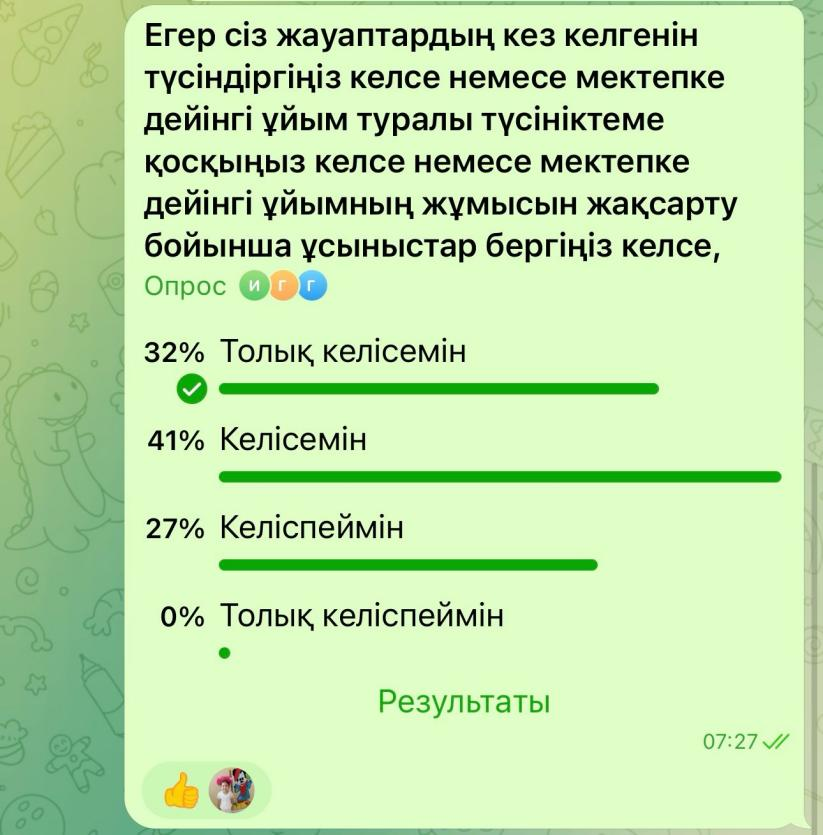 Егер сіз жауаптардың кез келгенін
түсіндіргіңіз келсе немесе мектепке
дейінгі ұйым туралы түсініктеме
қосқыңыз келсе немесе мектепке
дейінгі ұйымның жұмысын жақсарту
бойынша ұсыныстар бергіңіз келсе,
Опрос И Г Г
32% Толық келісемін
41% Келісемін
27% Келіспеймін
0% Толық келіспеймін
Результаты
07:27